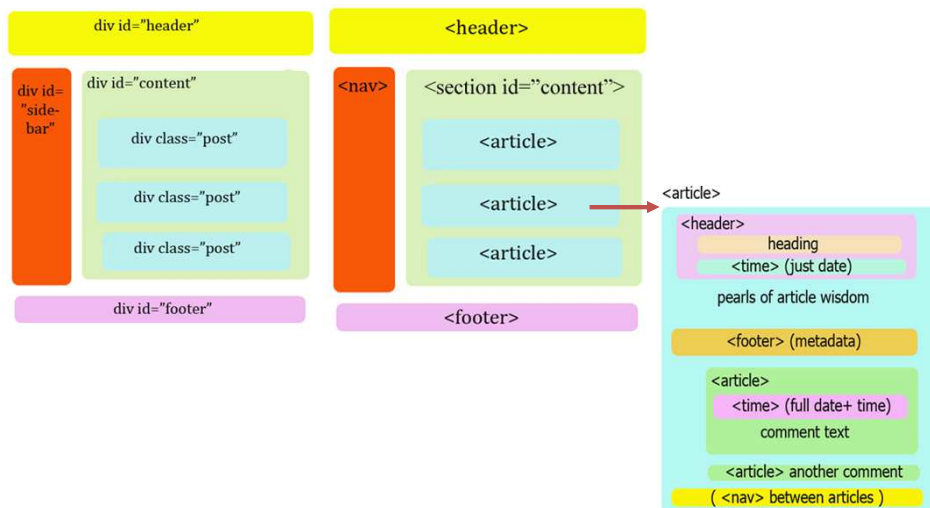 div id=”header”
div id=
”side-
bar”
div id=”content”
div class=”post”
div class=”post”
div class=”post”
div id=”footer”
<header>
<nav>
<section id=”content”>
<article>
<article>
<article>
<footer>
<article>
<header>
heading
<time> (just date)
pearls of article wisdom
<footer> (metadata)
<article>
<time> (full date+ time)
comment text
<article> another comment
( <nav> between articles )